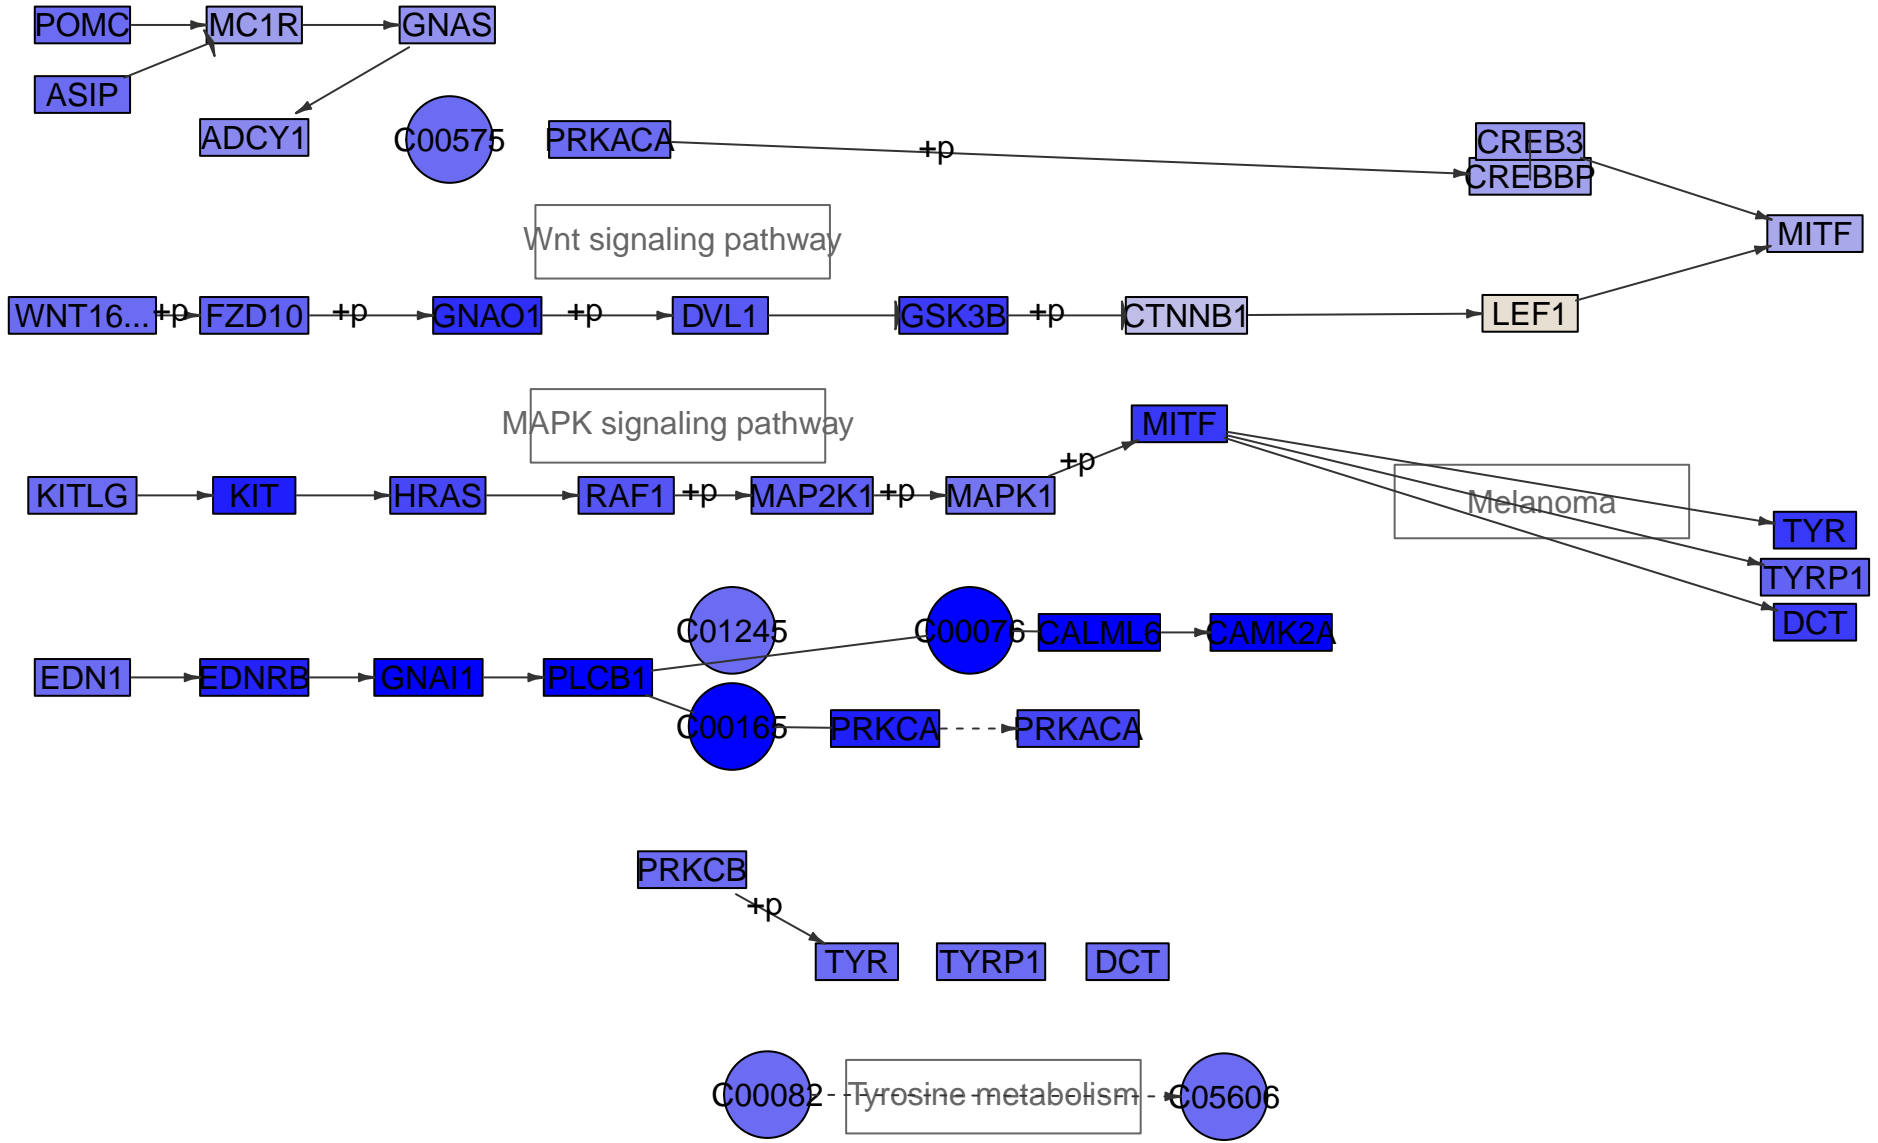 POMC
MC1R
GNAS
ASIP
ADCY1
C00575
PRKACA
+p
CREB3
CREBBP
MITF
Wnt signaling pathway
WNT16...
+p
FZD10
+p
GNAO1
+p
DVL1
GSK3B
+p
CTNNB1
LEF1
MAPK signaling pathway
MITF
+p
KITLG
KIT
HRAS
RAF1
+p
MAP2K1
+p
MAPK1
Melanoma
TYR
TYRP1
DCT
C01245
C00076
CALML6
CAMK2A
EDN1
EDNRB
GNAI1
PLCB1
C00165
PRKCA
PRKACA
PRKCB
+p
TYR
TYRP1
DCT
C00082
Tyrosine metabolism
C05606